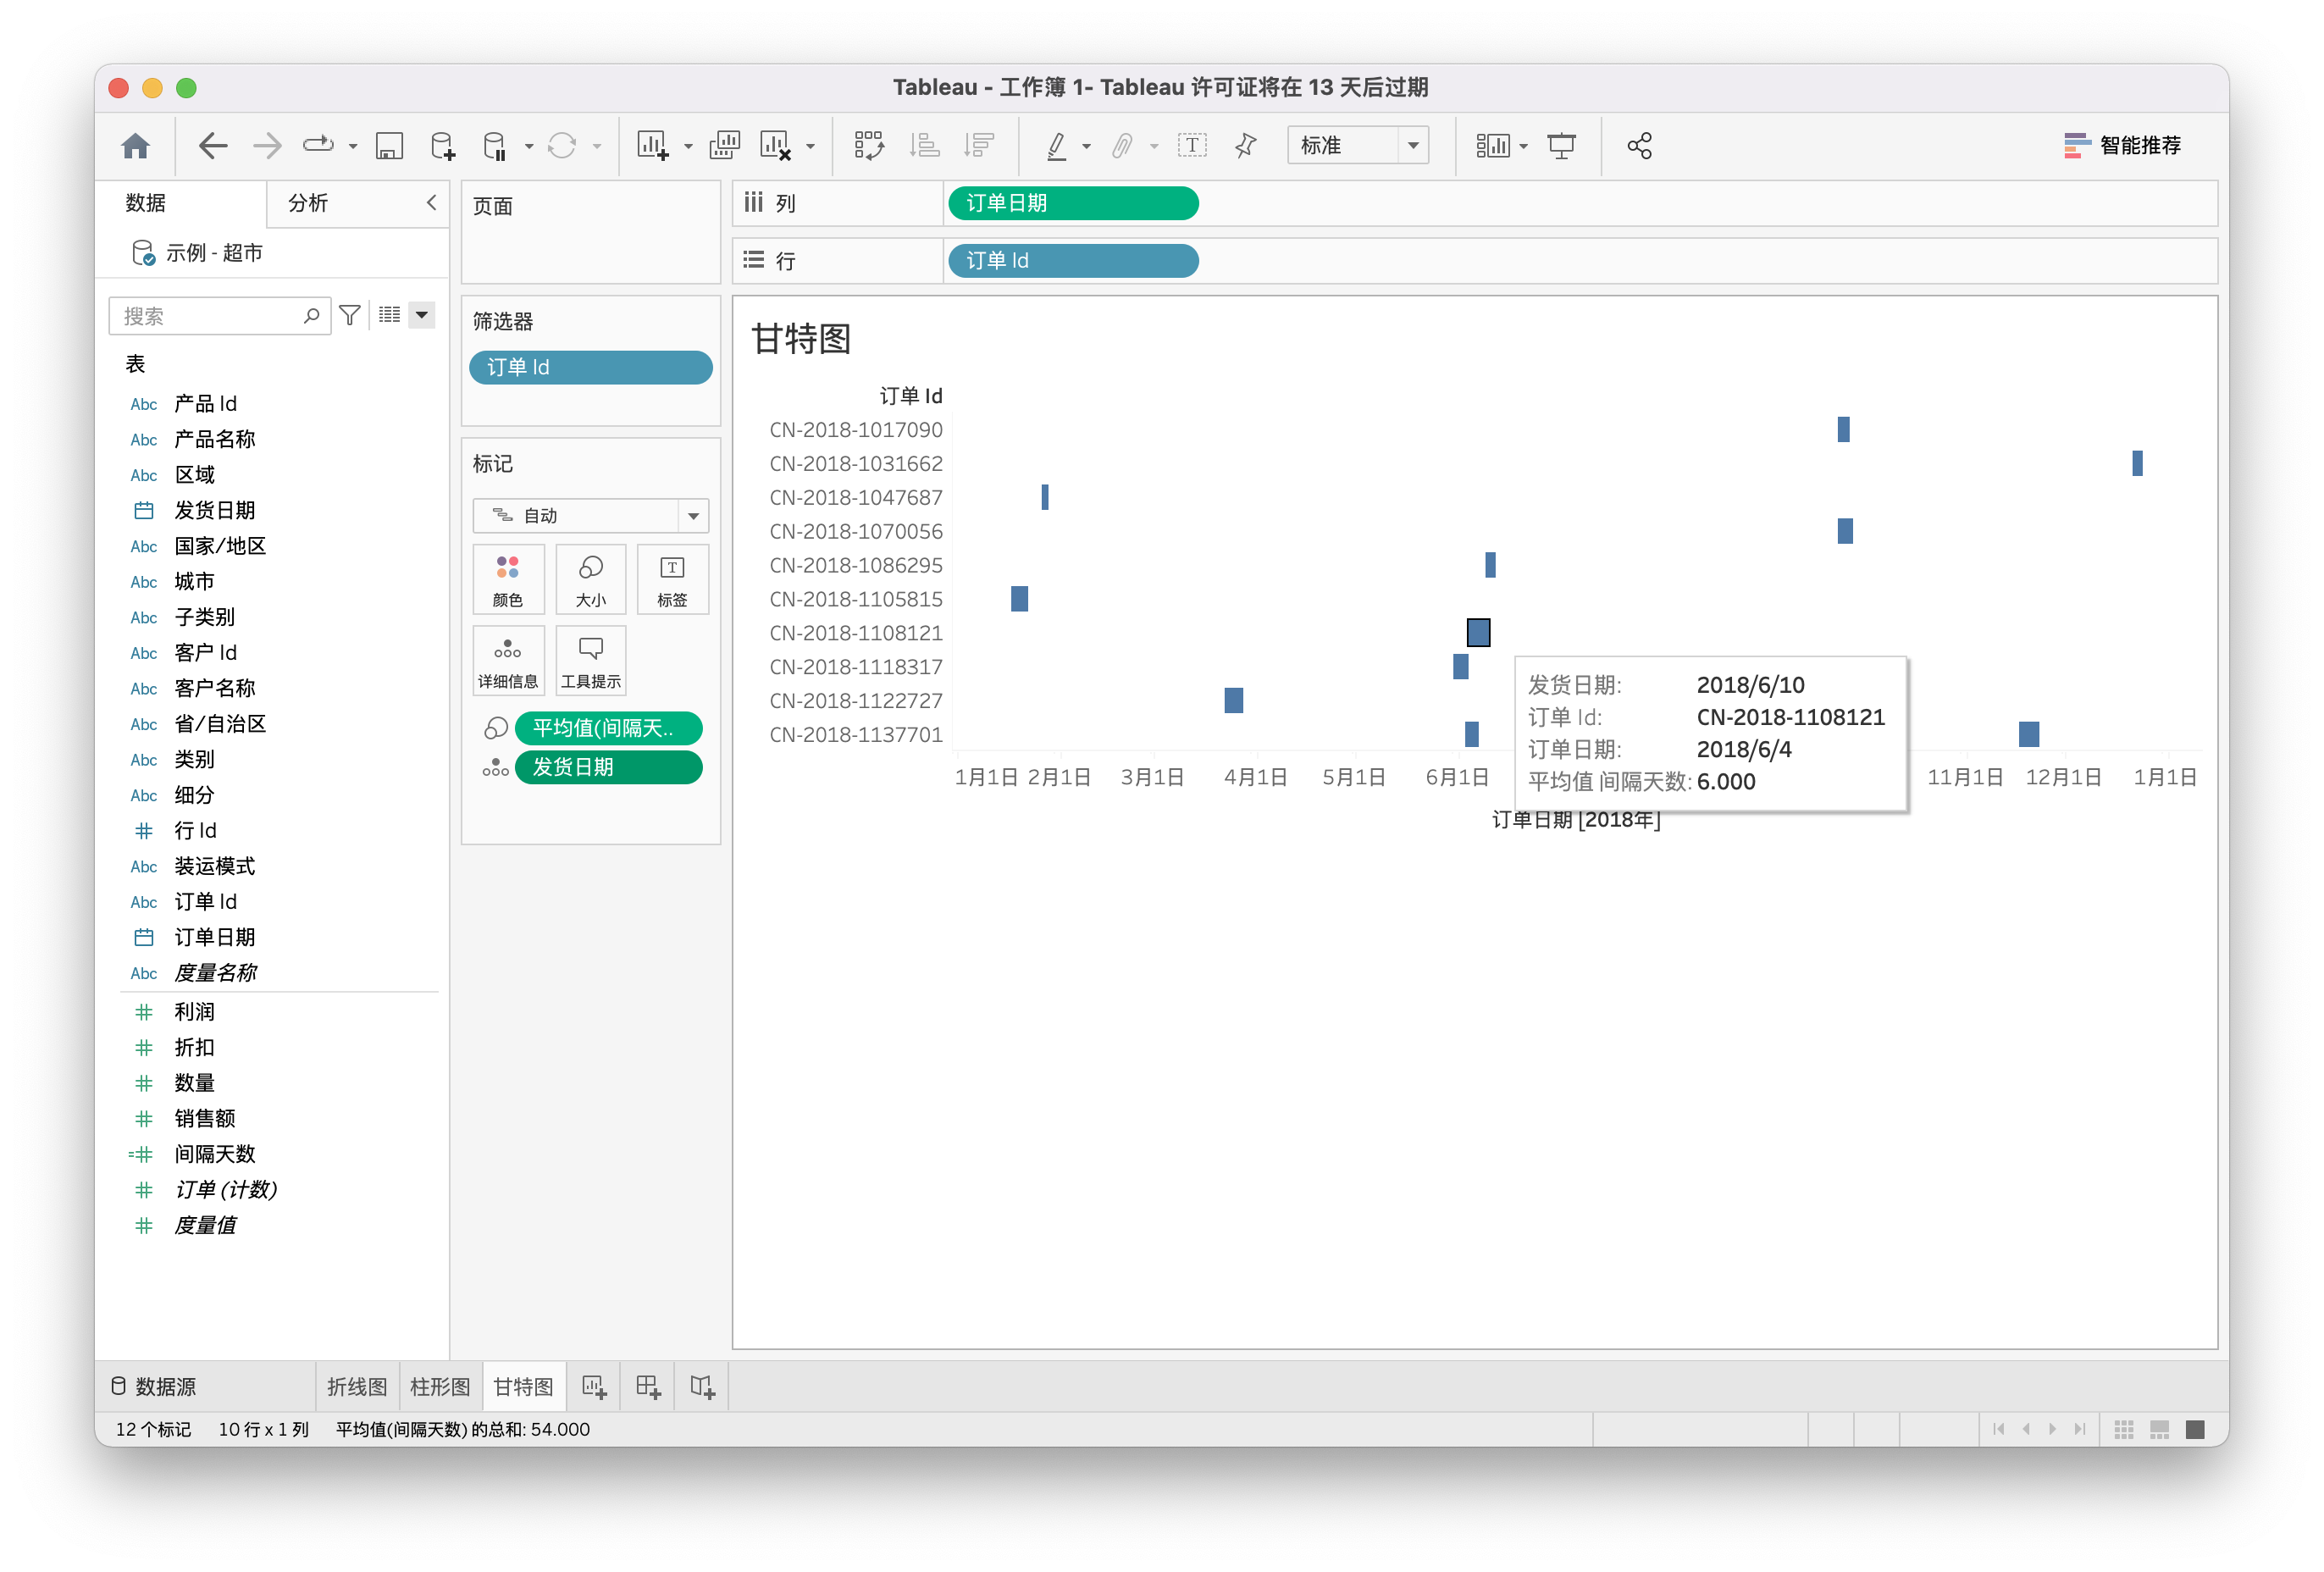 Tableau - 工作簿 1- Tableau 许可证将在 13 天后过期
标准
智能推荐
数据
分析
示例 - 超市
搜索
表
Abc 产品 Id
Abc 产品名称
Abc 区域
发货日期
Abc 国家/地区
Abc 城市
Abc 子类别
Abc 客户 Id
Abc 客户名称
Abc 省/自治区
Abc 类别
Abc 细分
# 行 Id
Abc 装运模式
Abc 订单 Id
订单日期
Abc 度量名称
# 利润
# 折扣
# 数量
# 销售额
=# 间隔天数
# 订单 (计数)
# 度量值
页面
筛选器
订单 Id
标记
自动
颜色
大小
T
标签
详细信息
工具提示
平均值(间隔天..
发货日期
列
订单日期
行
订单 Id
甘特图
订单 Id
CN-2018-1017090
CN-2018-1031662
CN-2018-1047687
CN-2018-1070056
CN-2018-1086295
CN-2018-1105815
CN-2018-1108121
CN-2018-1118317
CN-2018-1122727
CN-2018-1137701
1月1日 2月1日 3月1日 4月1日 5月1日 6月1日 11月1日 12月1日 1月1日
订单日期 [2018年]
发货日期: 2018/6/10
订单 Id: CN-2018-1108121
订单日期: 2018/6/4
平均值 间隔天数: 6.000
数据源
折线图
柱形图
甘特图
12 个标记 10 行 x 1 列 平均值(间隔天数) 的总和: 54.000